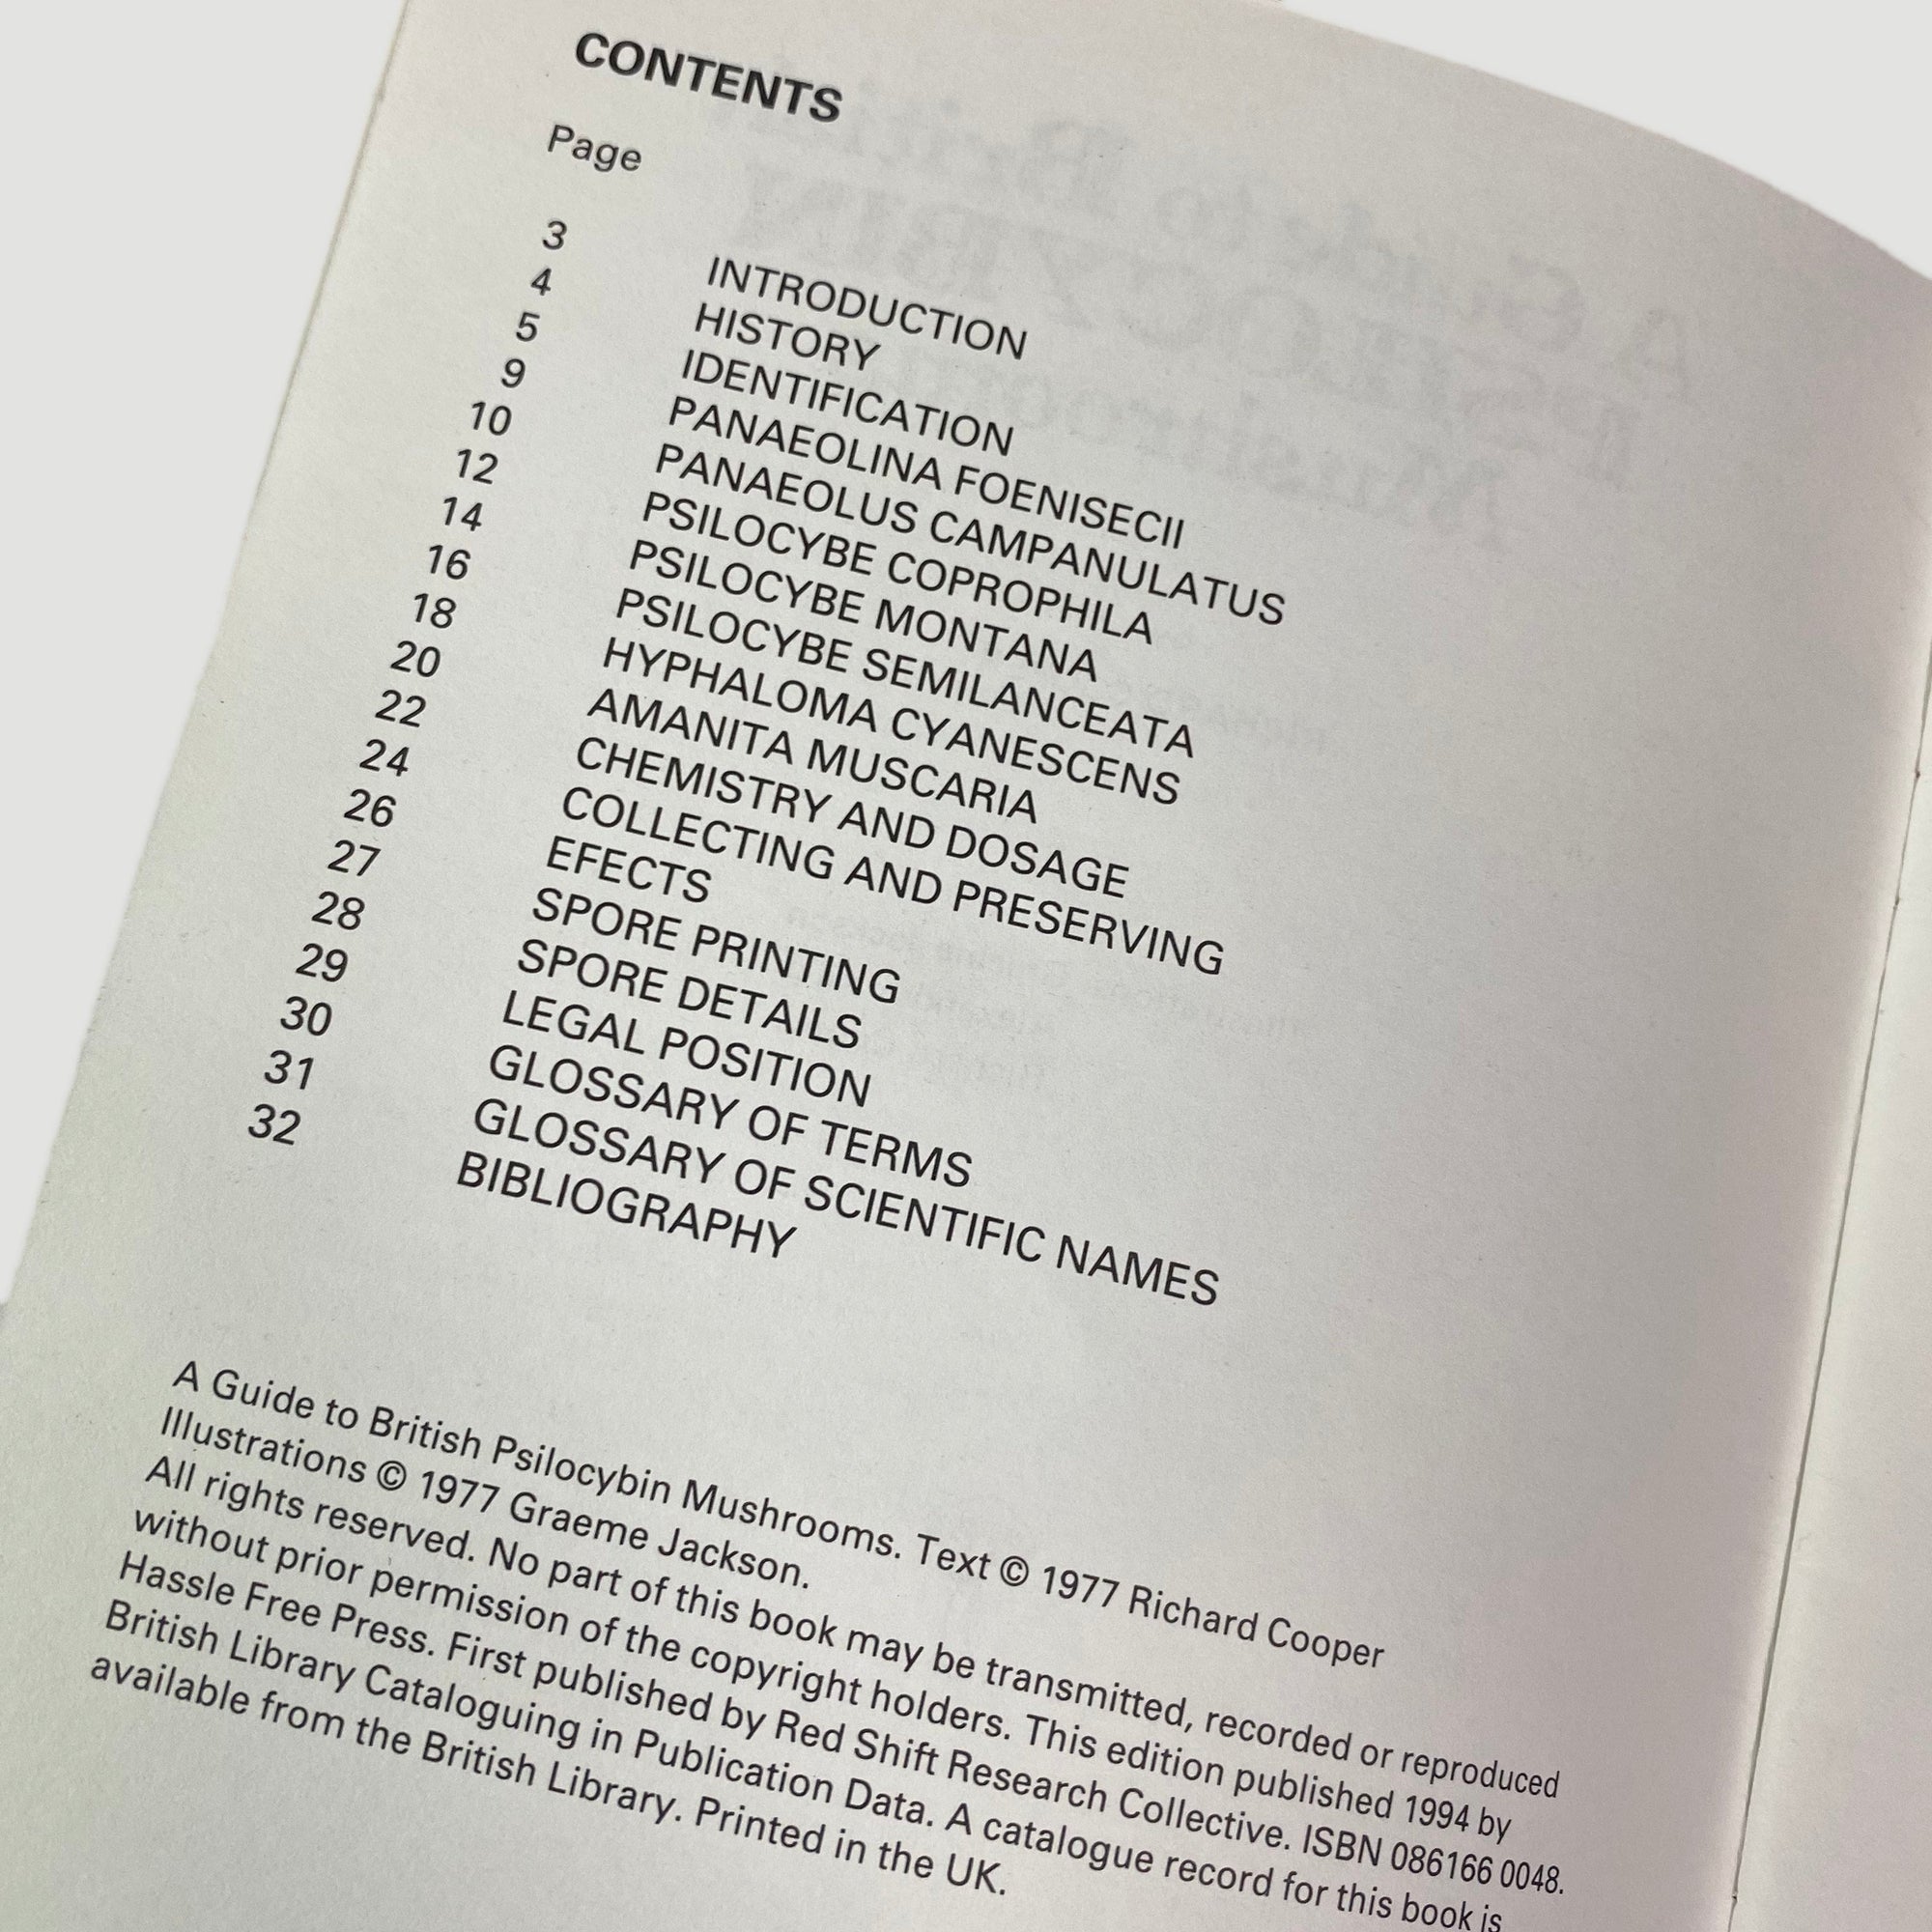 CONTENTS
Page
3 INTRODUCTION
4 HISTORY
5 IDENTIFICATION
9 PANAEOLINA FOENISECII
10 PANAEOLUS CAMPANULATUS
12 PSILOCYBE COPROPHILA
14 PSILOCYBE MONTANA
16 PSILOCYBE SEMILANCEATA
18 HYPHALOMA CYANESCENS
20 AMANITA MUSCARIA
22 CHEMISTRY AND DOSAGE
24 COLLECTING AND PRESERVING
26 EFECTS
27 SPORE PRINTING
28 SPORE DETAILS
29 LEGAL POSITION
30 GLOSSARY OF TERMS
31 GLOSSARY OF SCIENTIFIC NAMES
32 BIBLIOGRAPHY
A Guide to British Psilocybin Mushrooms. Text © 1977 Richard Cooper
Illustrations © 1977 Graeme Jackson.
All rights reserved. No part of this book may be transmitted, recorded or reproduced
without prior permission of the copyright holders. This edition published 1994 by
Hassle Free Press. First published by Red Shift Research Collective. ISBN 086166 0048.
British Library Cataloguing in Publication Data. A catalogue record for this book is
available from the British Library. Printed in the UK.